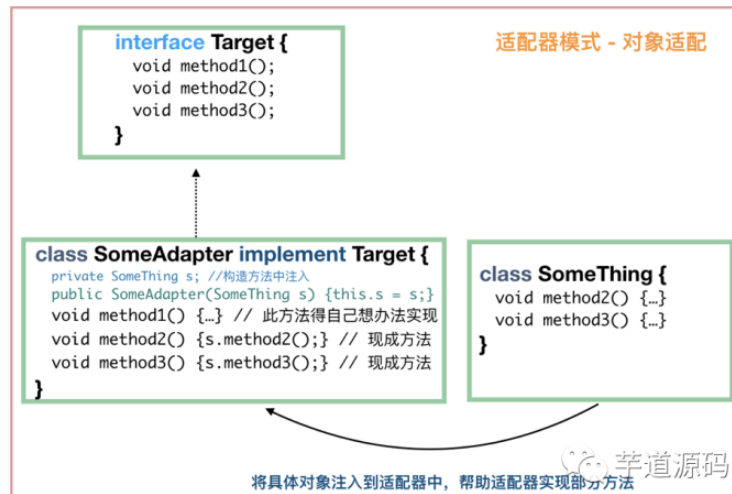 适配器模式 - 对象适配
interface Target {
void method1();
void method2();
void method3();
}
class SomeAdapter implement Target {
private SomeThing s; //构造方法中注入
public SomeAdapter(SomeThing s) {this.s = s;}
void method1() {…} // 此方法得自己想办法实现
void method2() {s.method2();} // 现成方法
void method3() {s.method3();} // 现成方法
}
class SomeThing {
void method2() {…}
void method3() {…}
}
芋道源码
将具体对象注入到适配器中，帮助适配器实现部分方法